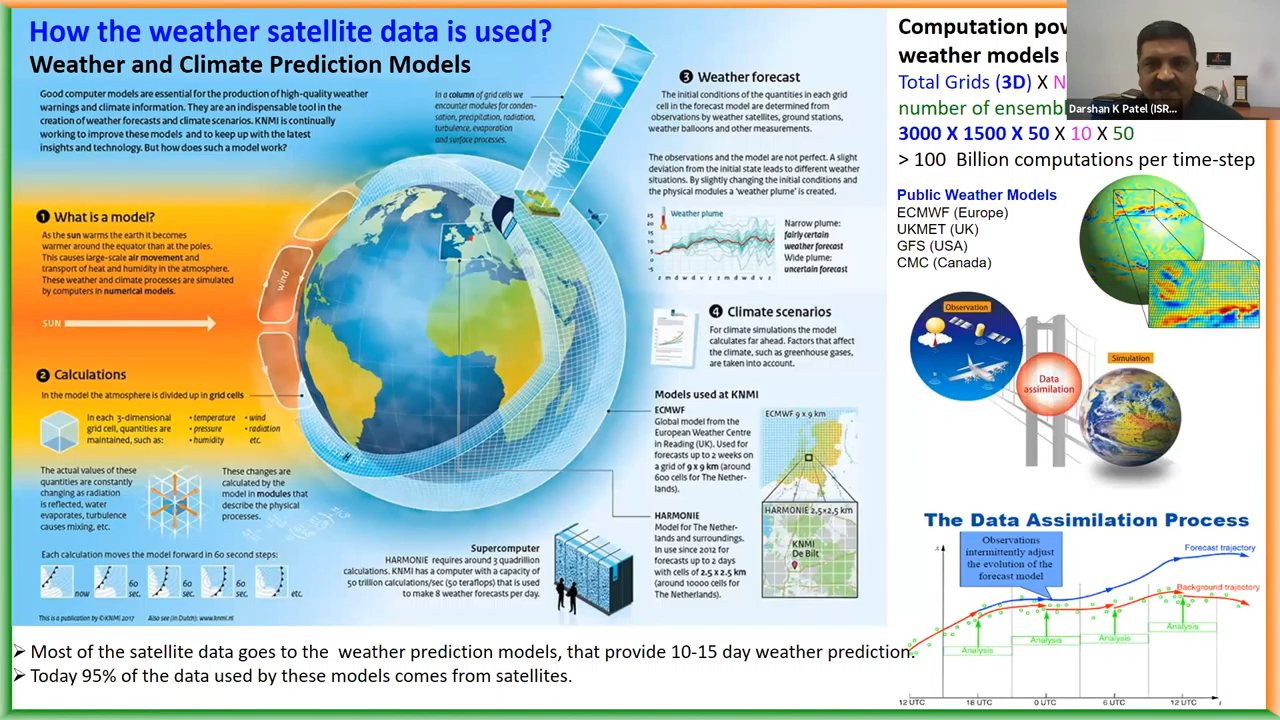 How the weather satellite data is used?
Weather and Climate Prediction Models
Good computer models are essential for the production of high-quality weather
warnings and climate information. They are an indispensable tool in the
creation of weather forecasts and climate scenarios. KNMI is continually
working to improve these models and to keep up with the latest
insights and technology. But how does such a model work?
In a column of grid cells we
encounter modules for conden-
sation, precipitation, radiation,
turbulence, evaporation
and surface processes.
1 What is a model?
As the sun warms the earth it becomes
warmer around the equator than at the poles.
This causes large-scale air movement and
transport of heat and humidity in the atmosphere.
These weather and climate processes are simulated
by computers in numerical models.
SUN
wind
2 Calculations
In the model the atmosphere is divided up in grid cells
In each 3-dimensional
grid cell, quantities are
maintained, such as:
• temperature • wind
• pressure • radiation
• humidity etc.
The actual values of these
quantities are constantly
changing as radiation
is reflected, water
evaporates, turbulence
causes mixing, etc.
These changes are
calculated by the
model in modules that
describe the physical
processes.
Each calculation moves the model forward in 60 second steps:
now 60 sec. 60 sec. 60 sec. 60 sec. etc.
This is a publication by ©KNMI 2017 Also see (in Dutch): www.knmi.nl
3 Weather forecast
The initial conditions of the quantities in each grid
cell in the forecast model are determined from
observations by weather satellites, ground stations,
weather balloons and other measurements.
The observations and the model are not perfect. A slight
deviation from the initial state leads to different weather
situations. By slightly changing the initial conditions and
the physical modules a 'weather plume' is created.
Weather plume
25
20
15
10
5
0
-5
z m d w d v z z m d w d v z
Narrow plume:
fairly certain
weather forecast
Wide plume:
uncertain forecast
4 Climate scenarios
For climate simulations the model
calculates far ahead. Factors that affect
the climate, such as greenhouse gases,
are taken into account.
Models used at KNMI
ECMWF
Global model from the
European Weather Centre
in Reading (UK). Used for
forecasts up to 2 weeks on
a grid of 9 x 9 km (around
600 cells for The Nether-
lands).
HARMONIE
Model for The Nether-
lands and surroundings.
In use since 2012 for
forecasts up to 2 days
with cells of 2.5 x 2.5 km
(around 10000 cells for
The Netherlands).
ECMWF 9 x 9 km
HARMONIE 2.5×2.5 km
KNMI
De Bilt
Supercomputer
HARMONIE requires around 3 quadrillion
calculations. KNMI has a computer with a capacity of
50 trillion calculations/sec (50 teraflops) that is used
to make 8 weather forecasts per day.
➢ Most of the satellite data goes to the weather prediction models, that provide 10-15 day weather prediction.
➢ Today 95% of the data used by these models comes from satellites.
Computation
weather models
Total Grids (3D) X
number of
3000 X 1500 X 50 X 10 X 50
> 100 Billion computations per time-step
Darshan K Patel (ISR...
Public Weather Models
ECMWF (Europe)
UKMET (UK)
GFS (USA)
CMC (Canada)
Observation
Data
assimilation
Simulation
The Data Assimilation Process
Observations
intermittently adjust
the evolution of the
forecast model
Forecast trajectory
Background trajectory
Analysis
Analysis
Analysis
Analysis
12 UTC 18 UTC 0 UTC 6 UTC 12 UTC t